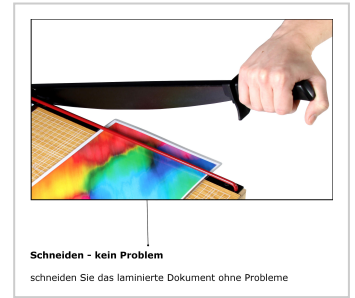 Schneiden - kein Problem
schneiden Sie das laminierte Dokument ohne Probleme